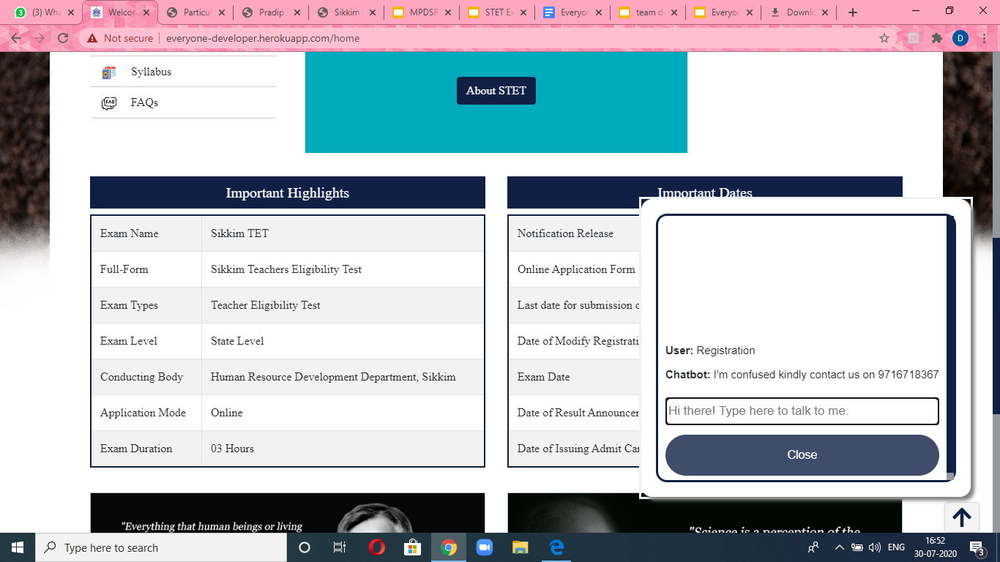 (3) Wha
Welcom
Particul
Pradip
Sikkim
MPDSR
STET Ex
Everyor
team d
Everyor
Downlo
Not secure
everyone-developer.herokuapp.com/home
D
Syllabus
FAQ
FAQs
About STET
Important Highlights
Exam Name Sikkim TET
Full-Form Sikkim Teachers Eligibility Test
Exam Types Teacher Eligibility Test
Exam Level State Level
Conducting Body Human Resource Development Department, Sikkim
Application Mode Online
Exam Duration 03 Hours
Important Dates
Notification Release
Online Application Form
Last date for submission o
Date of Modify Registrati
Exam Date
Date of Result Announcer
Date of Issuing Admit Car
User: Registration
Chatbot: I'm confused kindly contact us on 9716718367
Hi there! Type here to talk to me.
Close
"Everything that human beings or living
"Science is a perception of the
Type here to search
ENG
16:52
30-07-2020
3